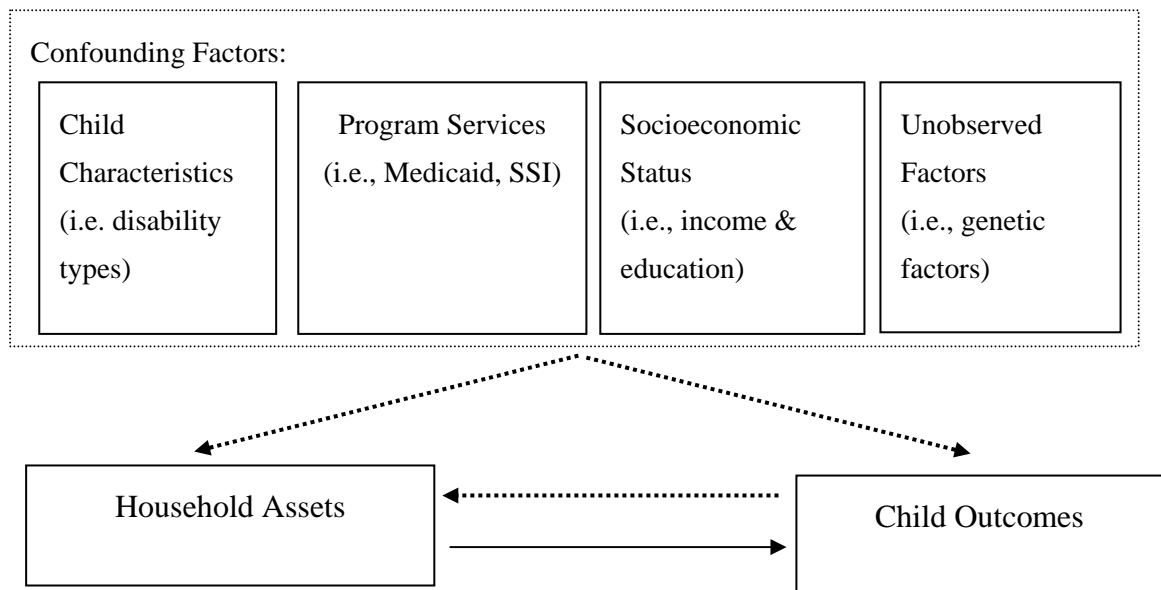 Confounding Factors:
Child
Characteristics
(i.e. disability
types)
Program Services
(i.e., Medicaid, SSI)
Socioeconomic
Status
(i.e., income &
education)
Unobserved
Factors
(i.e., genetic
factors)
Household Assets
Child Outcomes